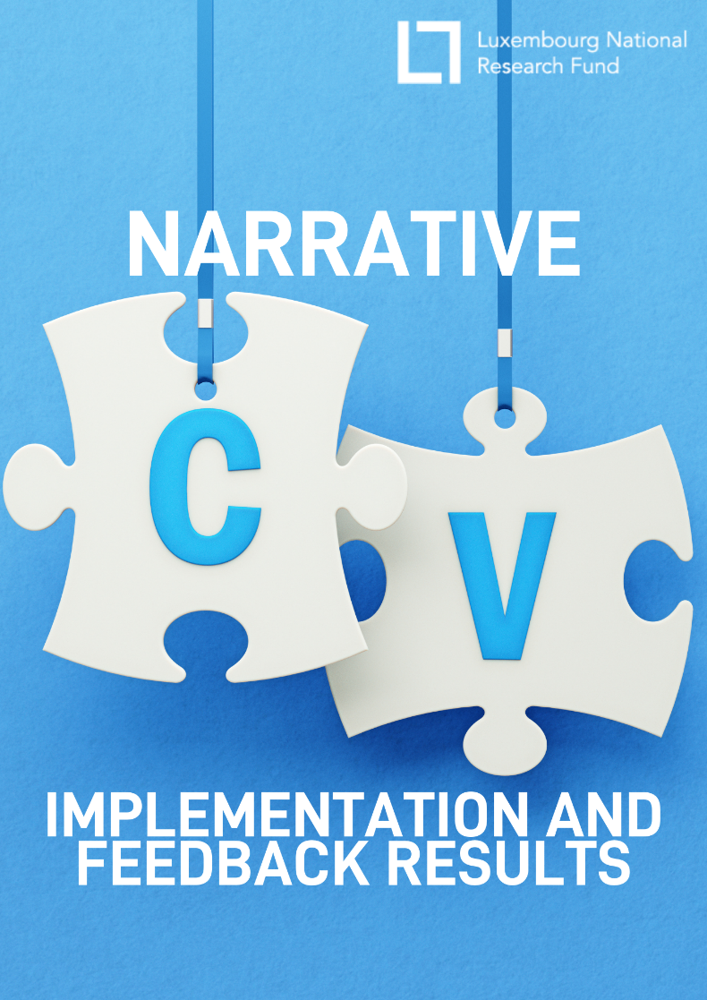 Luxembourg National
Research Fund
NARRATIVE
C
V
IMPLEMENTATION AND
FEEDBACK RESULTS